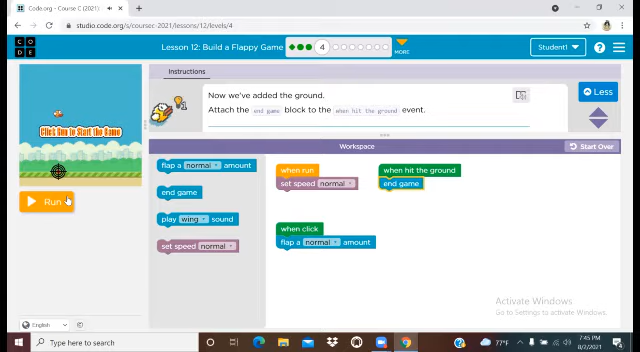 Code.org - Course C (2021)
studio.code.org/s/coursec-2021/lessons/12/levels/4
C O
D E
Lesson 12: Build a Flappy Game
4
MORE
Student1
?
Instructions
Now we've added the ground.
Attach the end game block to the when hit the ground event.
Less
Click Run to Start the Game
Run
Workspace
Start Over
flap a normal amount
end game
play wing sound
set speed normal
when run
set speed normal
when hit the ground
end game
when click
flap a normal amount
Activate Windows
Go to Settings to activate Windows.
English
Type here to search
77°F
7:45 PM
8/2/2021